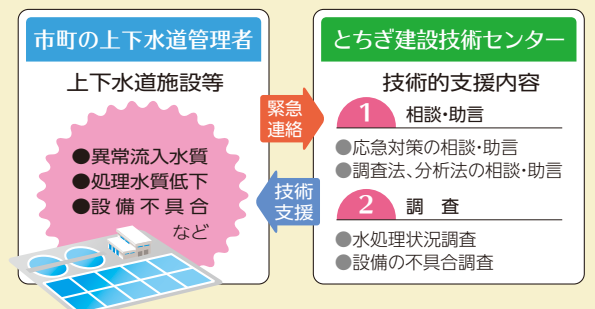 市町の上下水道管理者
上下水道施設等
●異常流入水質
●処理水質低下
●設備不具合
など
緊急
連絡
技術
支援
とちぎ建設技術センター
技術的支援内容
1 相談・助言
●応急対策の相談・助言
●調査法、分析法の相談・助言
2 調 査
●水処理状況調査
●設備の不具合調査